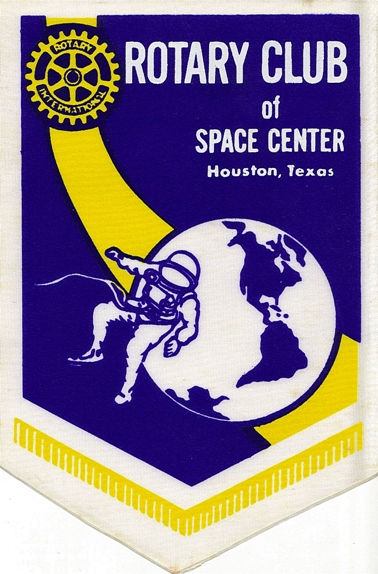 ROTARY
INTERNATIONAL
ROTARY CLUB
of
SPACE CENTER
Houston, Texas